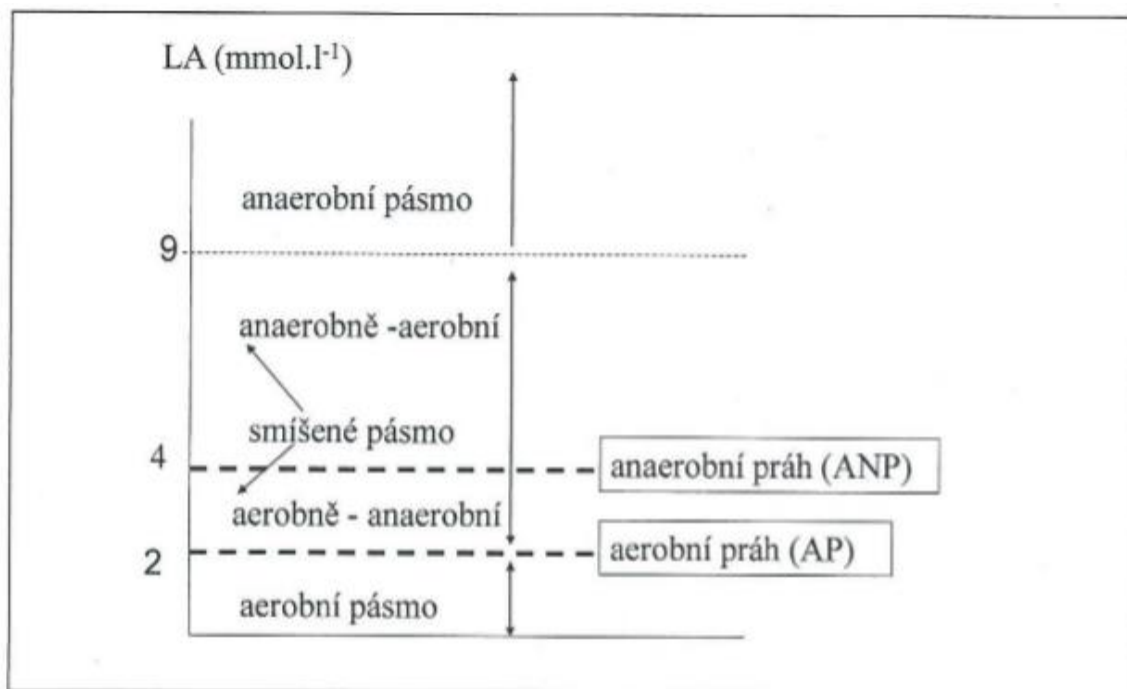 LA (mmol.l⁻¹)
anaerobní pásmo
9
anaerobně -aerobní
smíšené pásmo
4
anaerobní práh (ANP)
aerobně - anaerobní
2
aerobní práh (AP)
aerobní pásmo